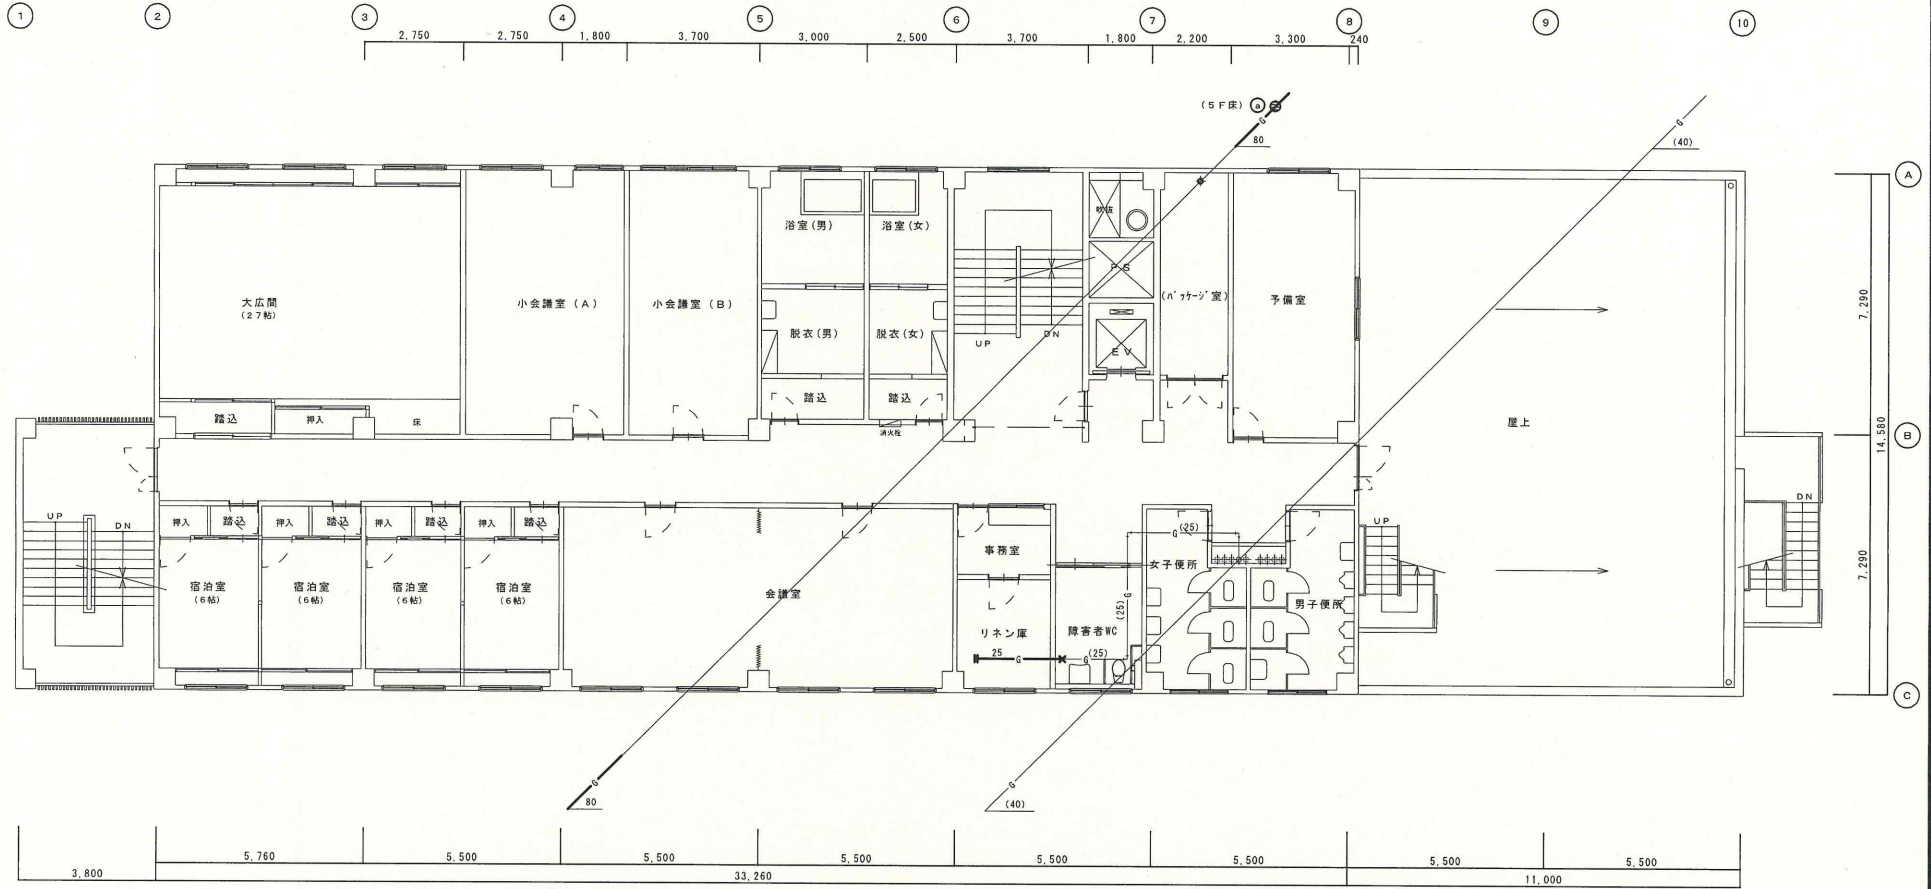 1 2 3 4 5 6 7 8 9 10
2,750 2,750 1,800 3,700 3,000 2,500 3,700 1,800 2,200 3,300 240
(5F床) a
G
80
G
(40)
A
吹抜
浴室(男) 浴室(女)
PS
大広間
(27帖)
小会議室(A) 小会議室(B)
(パッケージ室)
予備室
7,290
脱衣(男) 脱衣(女)
UP DN
EV
踏込 押入 床
踏込 踏込
消火栓
屋上
14,580
B
UP DN
押入 踏込 押入 踏込 押入 踏込 押入 踏込
事務室
G (25)
女子便所
UP
DN
宿泊室
(6帖)
宿泊室
(6帖)
宿泊室
(6帖)
宿泊室
(6帖)
会議室
G
(25)
男子便所
7,290
リネン庫
障害者WC
25 G G (25)
C
G
80
G
(40)
5,760 5,500 5,500 5,500 5,500 5,500 5,500 5,500
3,800 33,260 11,000